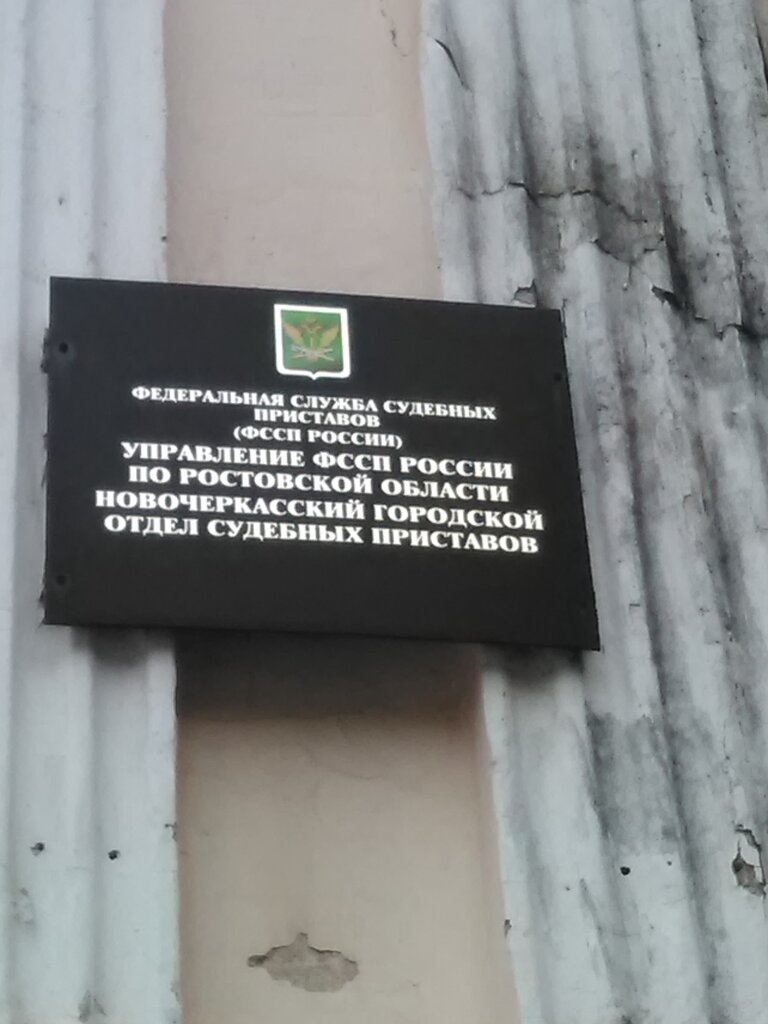 ФЕДЕРАЛЬНАЯ СЛУЖБА СУДЕБНЫХ
ПРИСТАВОВ
(ФССП РОССИИ)
УПРАВЛЕНИЕ ФССП РОССИИ
ПО РОСТОВСКОЙ ОБЛАСТИ
НОВОЧЕРКАССКИЙ ГОРОДСКОЙ
ОТДЕЛ СУДЕБНЫХ ПРИСТАВОВ